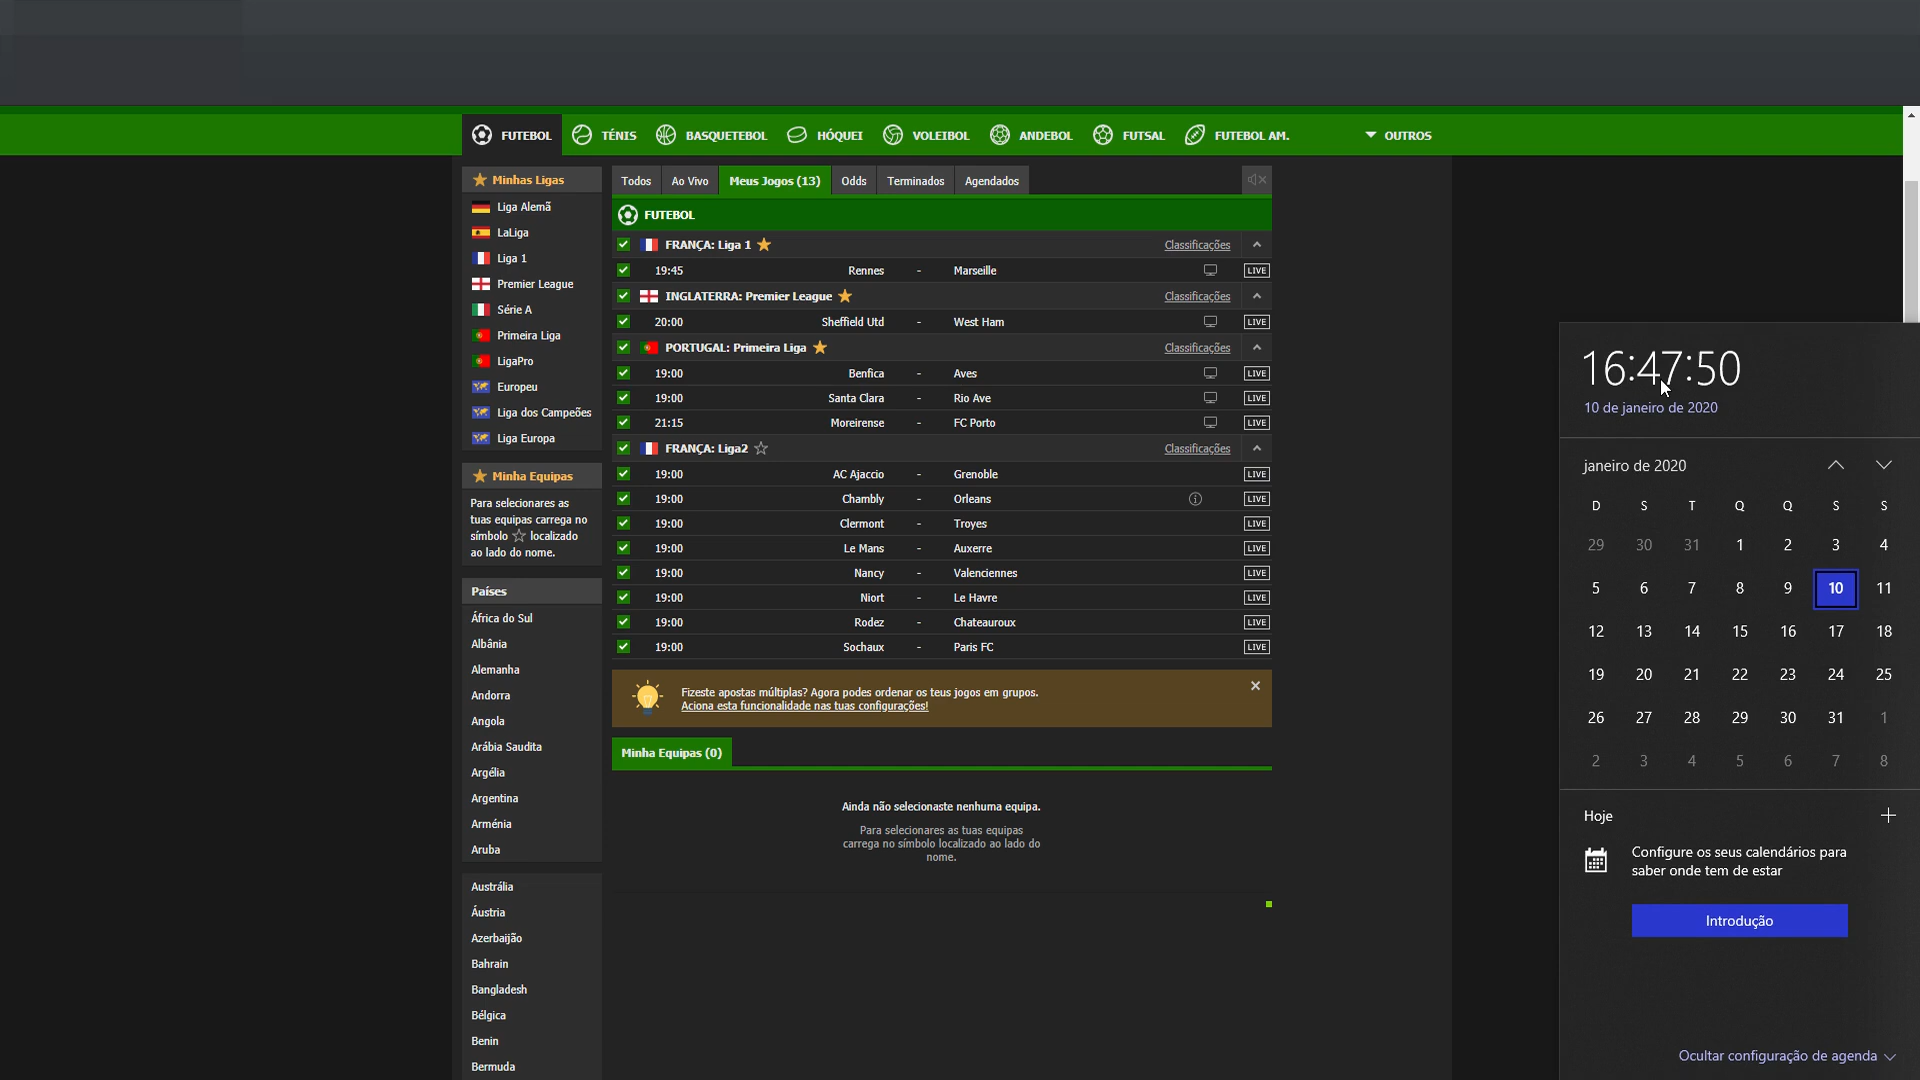 FUTEBOL TÉNIS BASQUETEBOL HÓQUEI VOLEIBOL ANDEBOL FUTSAL FUTEBOL AM. OUTROS
Minhas Ligas
Liga Alemã
LaLiga
Liga 1
Premier League
Série A
Primeira Liga
LigaPro
Europeu
Liga dos Campeões
Liga Europa
Minha Equipas
Para selecionares as
tuas equipas carrega no
símbolo ☆ localizado
ao lado do nome.
Países
África do Sul
Albânia
Alemanha
Andorra
Angola
Arábia Saudita
Argélia
Argentina
Arménia
Aruba
Austrália
Áustria
Azerbaijão
Bahrain
Bangladesh
Bélgica
Benin
Bermuda
Todos Ao Vivo Meus Jogos (13) Odds Terminados Agendados
FUTEBOL
FRANÇA: Liga 1 Classificações
19:45 Rennes - Marseille LIVE
INGLATERRA: Premier League Classificações
20:00 Sheffield Utd - West Ham LIVE
PORTUGAL: Primeira Liga Classificações
19:00 Benfica - Aves LIVE
19:00 Santa Clara - Rio Ave LIVE
21:15 Moreirense - FC Porto LIVE
FRANÇA: Liga2 Classificações
19:00 AC Ajaccio - Grenoble LIVE
19:00 Chambly - Orleans LIVE
19:00 Clermont - Troyes LIVE
19:00 Le Mans - Auxerre LIVE
19:00 Nancy - Valenciennes LIVE
19:00 Niort - Le Havre LIVE
19:00 Rodez - Chateauroux LIVE
19:00 Sochaux - Paris FC LIVE
Fizeste apostas múltiplas? Agora podes ordenar os teus jogos em grupos.
Aciona esta funcionalidade nas tuas configurações!
Minha Equipas (0)
Ainda não selecionaste nenhuma equipa.
Para selecionares as tuas equipas
carrega no símbolo localizado ao lado do
nome.
16:47:50
10 de janeiro de 2020
janeiro de 2020
D S T Q Q S S
29 30 31 1 2 3 4
5 6 7 8 9 10 11
12 13 14 15 16 17 18
19 20 21 22 23 24 25
26 27 28 29 30 31 1
2 3 4 5 6 7 8
Hoje
Configure os seus calendários para
saber onde tem de estar
Introdução
Ocultar configuração de agenda